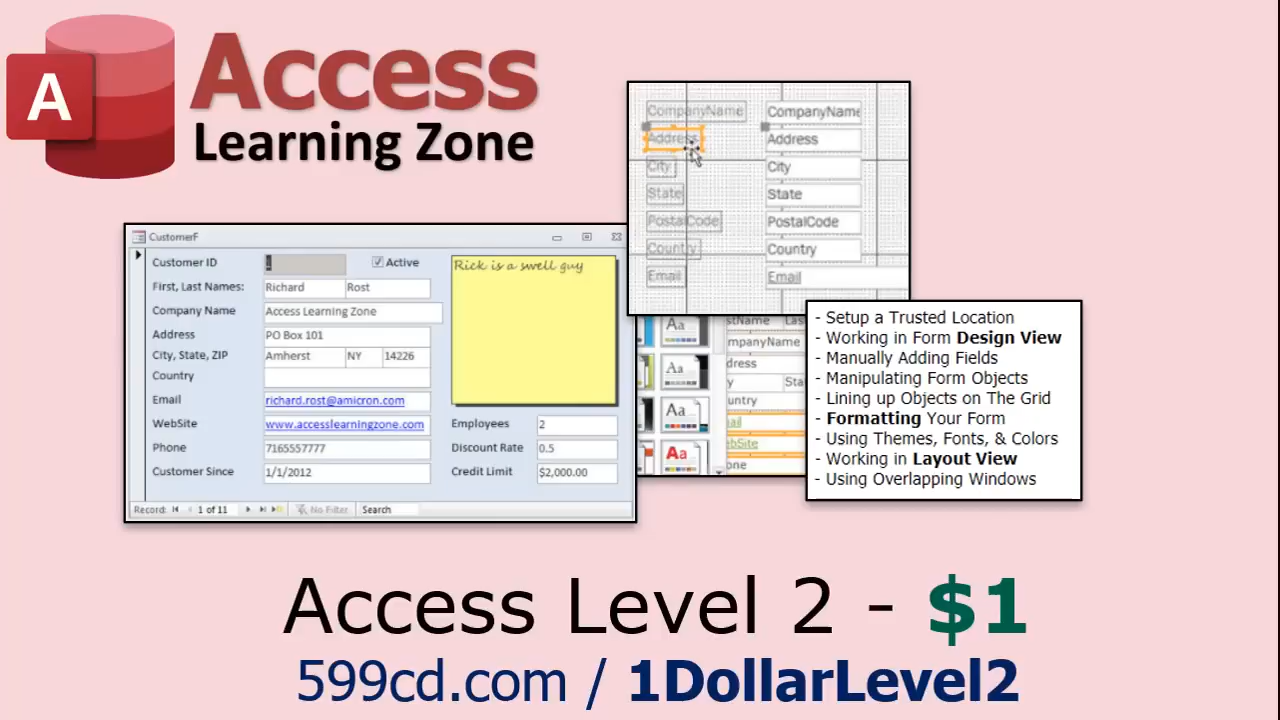 A
Access
Learning Zone
CompanyName CompanyName
Address Address
City City
State State
PostalCode PostalCode
Country Country
Email Email
CustomerF
Customer ID Active
First, Last Names: Richard Rost
Company Name Access Learning Zone
Address PO Box 101
City, State, ZIP Amherst NY 14226
Country
Email richard.rost@amicron.com
WebSite www.accesslearningzone.com
Phone 7165557777
Customer Since 1/1/2012
Rick is a swell guy
Employees 2
Discount Rate 0.5
Credit Limit $2,000.00
Record: 1 of 11 No Filter Search
Aa
Aa
Aa
Aa
- Setup a Trusted Location
- Working in Form Design View
- Manually Adding Fields
- Manipulating Form Objects
- Lining up Objects on The Grid
- Formatting Your Form
- Using Themes, Fonts, & Colors
- Working in Layout View
- Using Overlapping Windows
Access Level 2 - $1
599cd.com / 1DollarLevel2